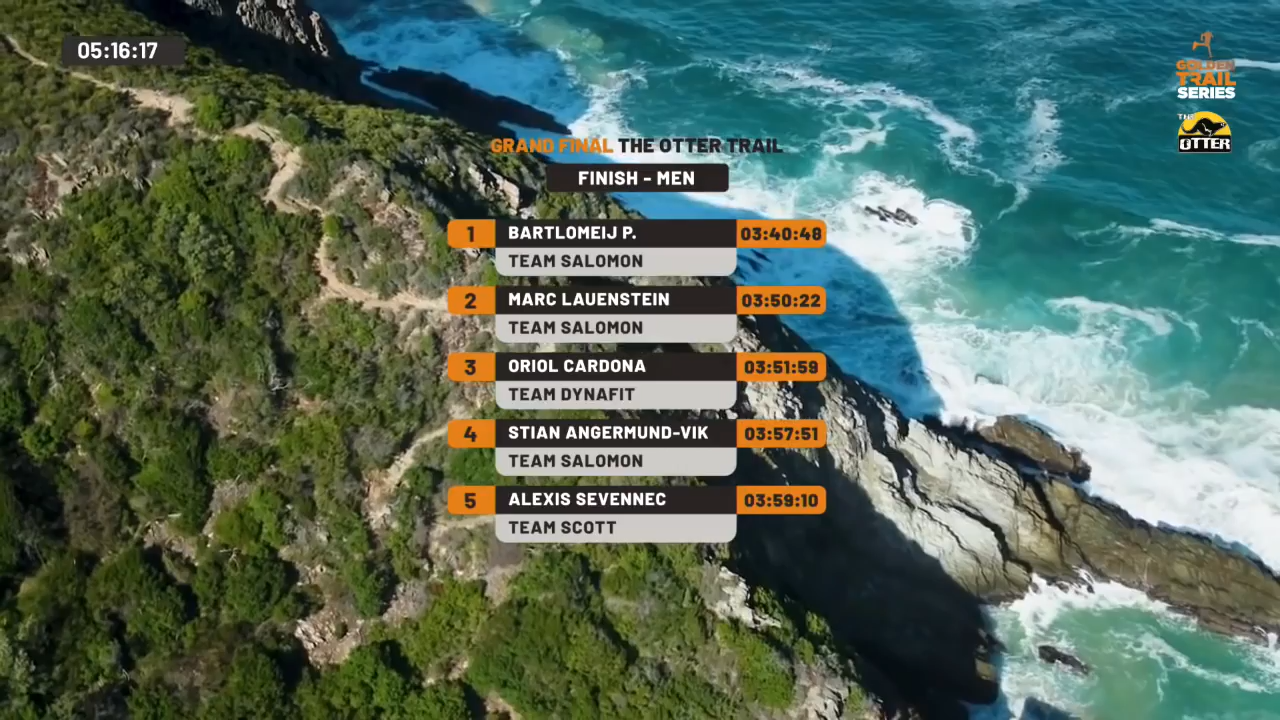 05:16:17
GOLDEN
TRAIL
SERIES
THE
OTTER
GRAND FINAL THE OTTER TRAIL
FINISH - MEN
1 BARTLOMEIJ P. 03:40:48
TEAM SALOMON
2 MARC LAUENSTEIN 03:50:22
TEAM SALOMON
3 ORIOL CARDONA 03:51:59
TEAM DYNAFIT
4 STIAN ANGERMUND-VIK 03:57:51
TEAM SALOMON
5 ALEXIS SEVENNEC 03:59:10
TEAM SCOTT